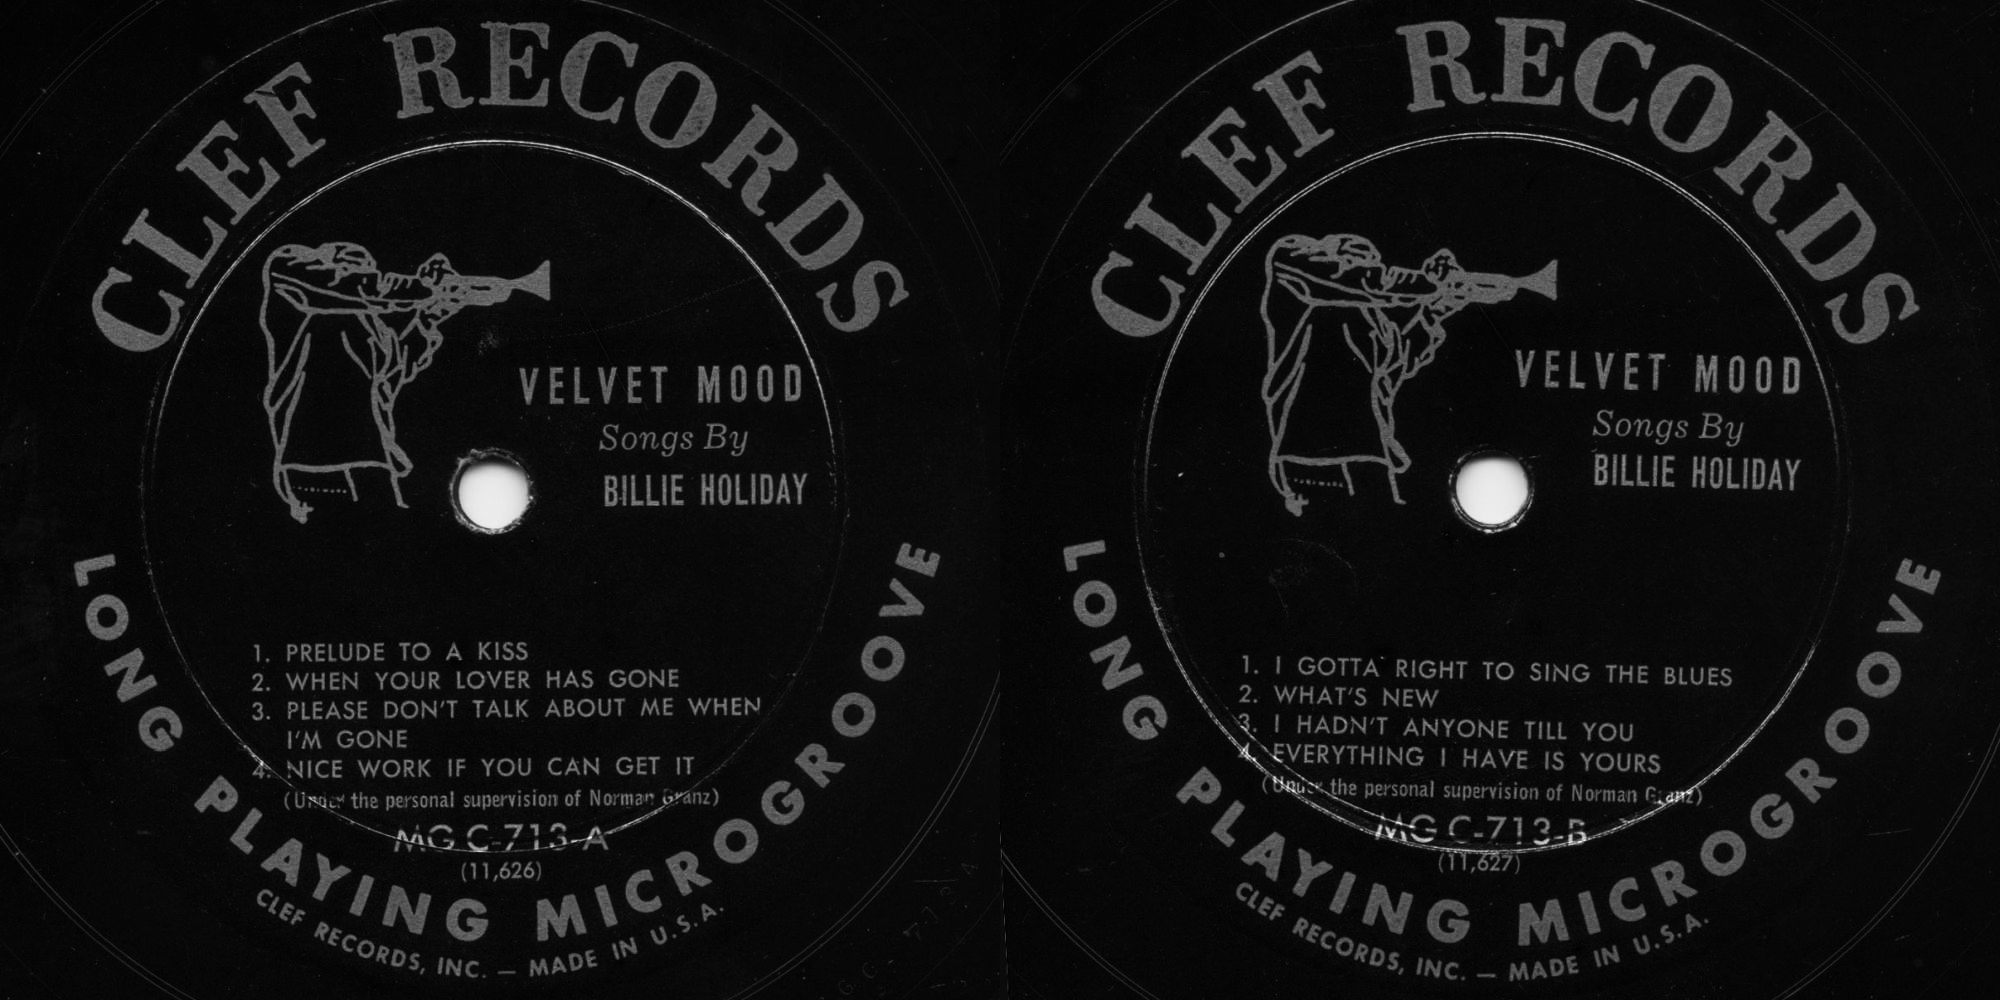 CLEF RECORDS
VELVET MOOD
Songs By
BILLIE HOLIDAY
1. PRELUDE TO A KISS
2. WHEN YOUR LOVER HAS GONE
3. PLEASE DON'T TALK ABOUT ME WHEN
I'M GONE
4. NICE WORK IF YOU CAN GET IT
(Under the personal supervision of Norman Granz)
MG C-713-A
(11,626)
LONG PLAYING MICROGROOVE
CLEF RECORDS, INC. — MADE IN U.S.A.
CLEF RECORDS
VELVET MOOD
Songs By
BILLIE HOLIDAY
1. I GOTTA RIGHT TO SING THE BLUES
2. WHAT'S NEW
3. I HADN'T ANYONE TILL YOU
4. EVERYTHING I HAVE IS YOURS
(Under the personal supervision of Norman Granz)
MG C-713-B
(11,627)
LONG PLAYING MICROGROOVE
CLEF RECORDS, INC. — MADE IN U.S.A.